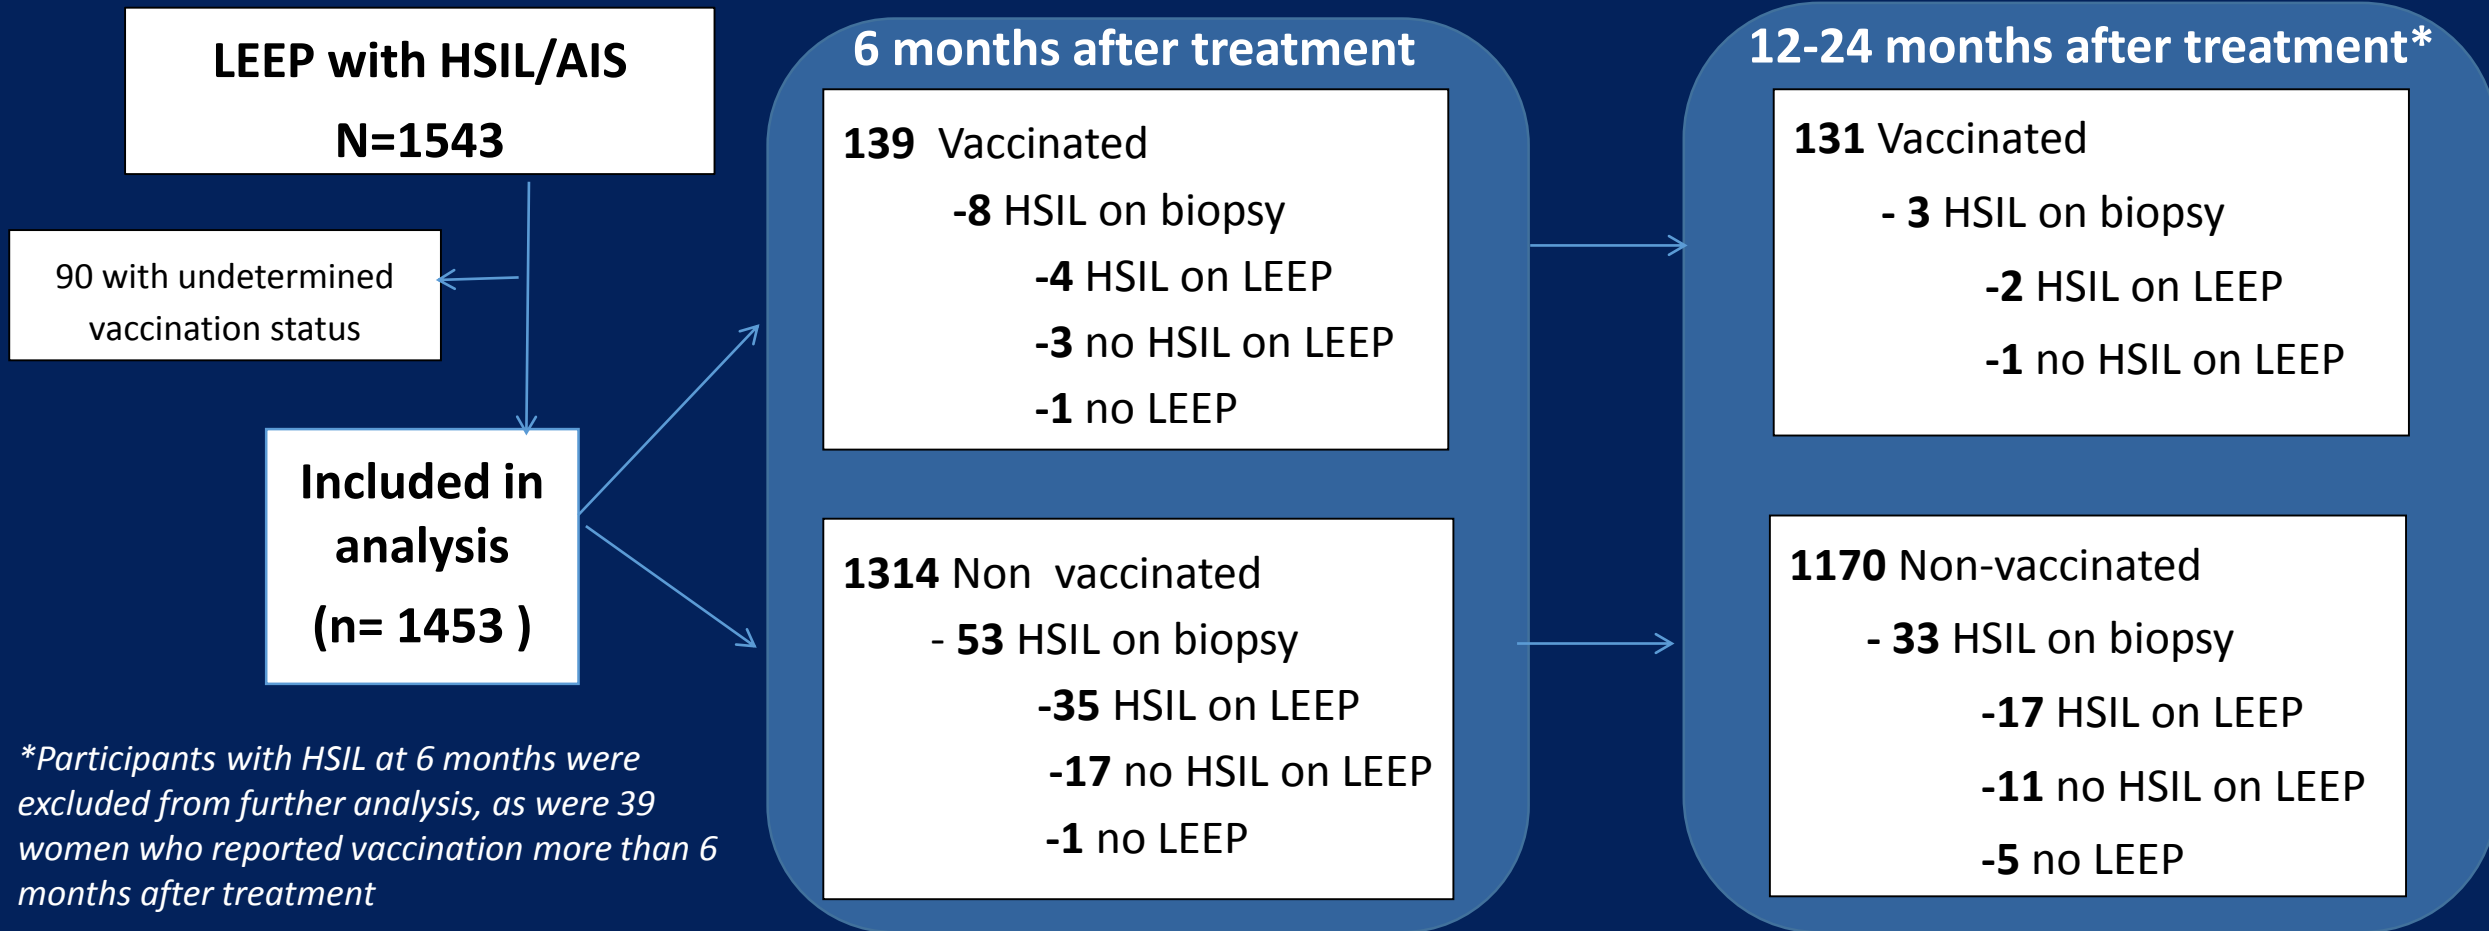 LEEP with HSIL/AIS
N=1543
90 with undetermined
vaccination status
Included in
analysis
(n= 1453 )
*Participants with HSIL at 6 months were
excluded from further analysis, as were 39
women who reported vaccination more than 6
months after treatment
6 months after treatment
139 Vaccinated
-8 HSIL on biopsy
-4 HSIL on LEEP
-3 no HSIL on LEEP
-1 no LEEP
1314 Non vaccinated
- 53 HSIL on biopsy
-35 HSIL on LEEP
-17 no HSIL on LEEP
-1 no LEEP
12-24 months after treatment*
131 Vaccinated
- 3 HSIL on biopsy
-2 HSIL on LEEP
-1 no HSIL on LEEP
1170 Non-vaccinated
- 33 HSIL on biopsy
-17 HSIL on LEEP
-11 no HSIL on LEEP
-5 no LEEP